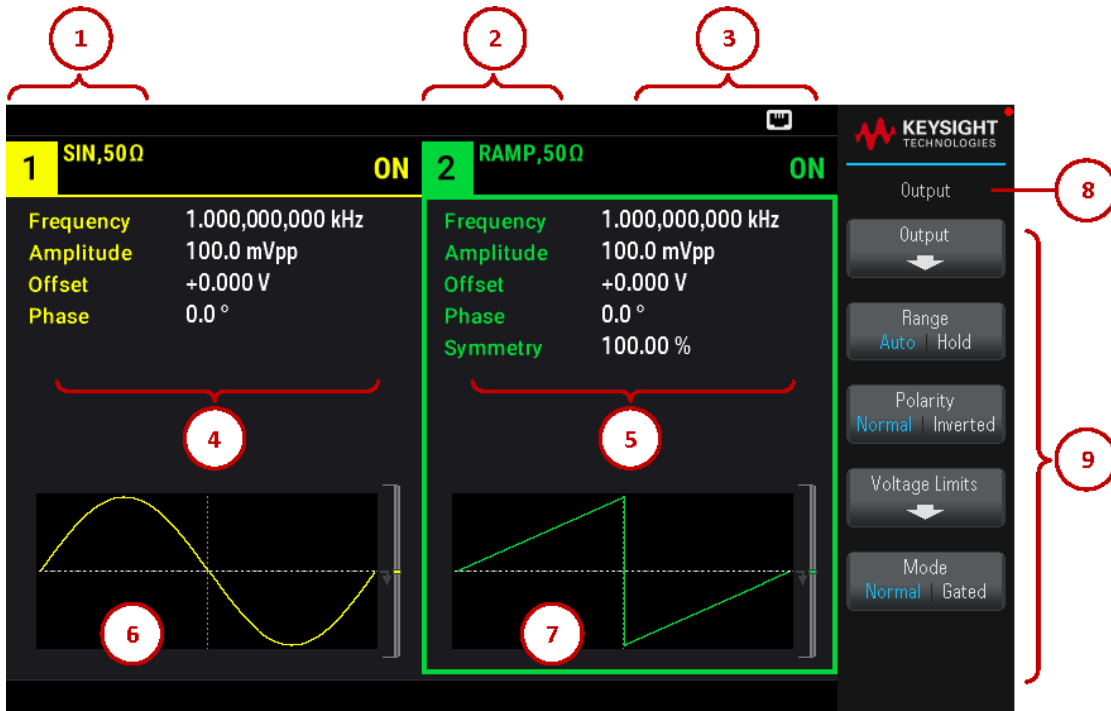 1
2
3
KEYSIGHT
TECHNOLOGIES
1
SIN,50Ω
ON
2
RAMP,50Ω
ON
Output
8
Frequency 1.000,000,000 kHz
Amplitude 100.0 mVpp
Offset +0.000 V
Phase 0.0 °
Frequency 1.000,000,000 kHz
Amplitude 100.0 mVpp
Offset +0.000 V
Phase 0.0 °
Symmetry 100.00 %
4
5
6
7
Output
Range
Auto | Hold
Polarity
Normal | Inverted
Voltage Limits
Mode
Normal | Gated
9